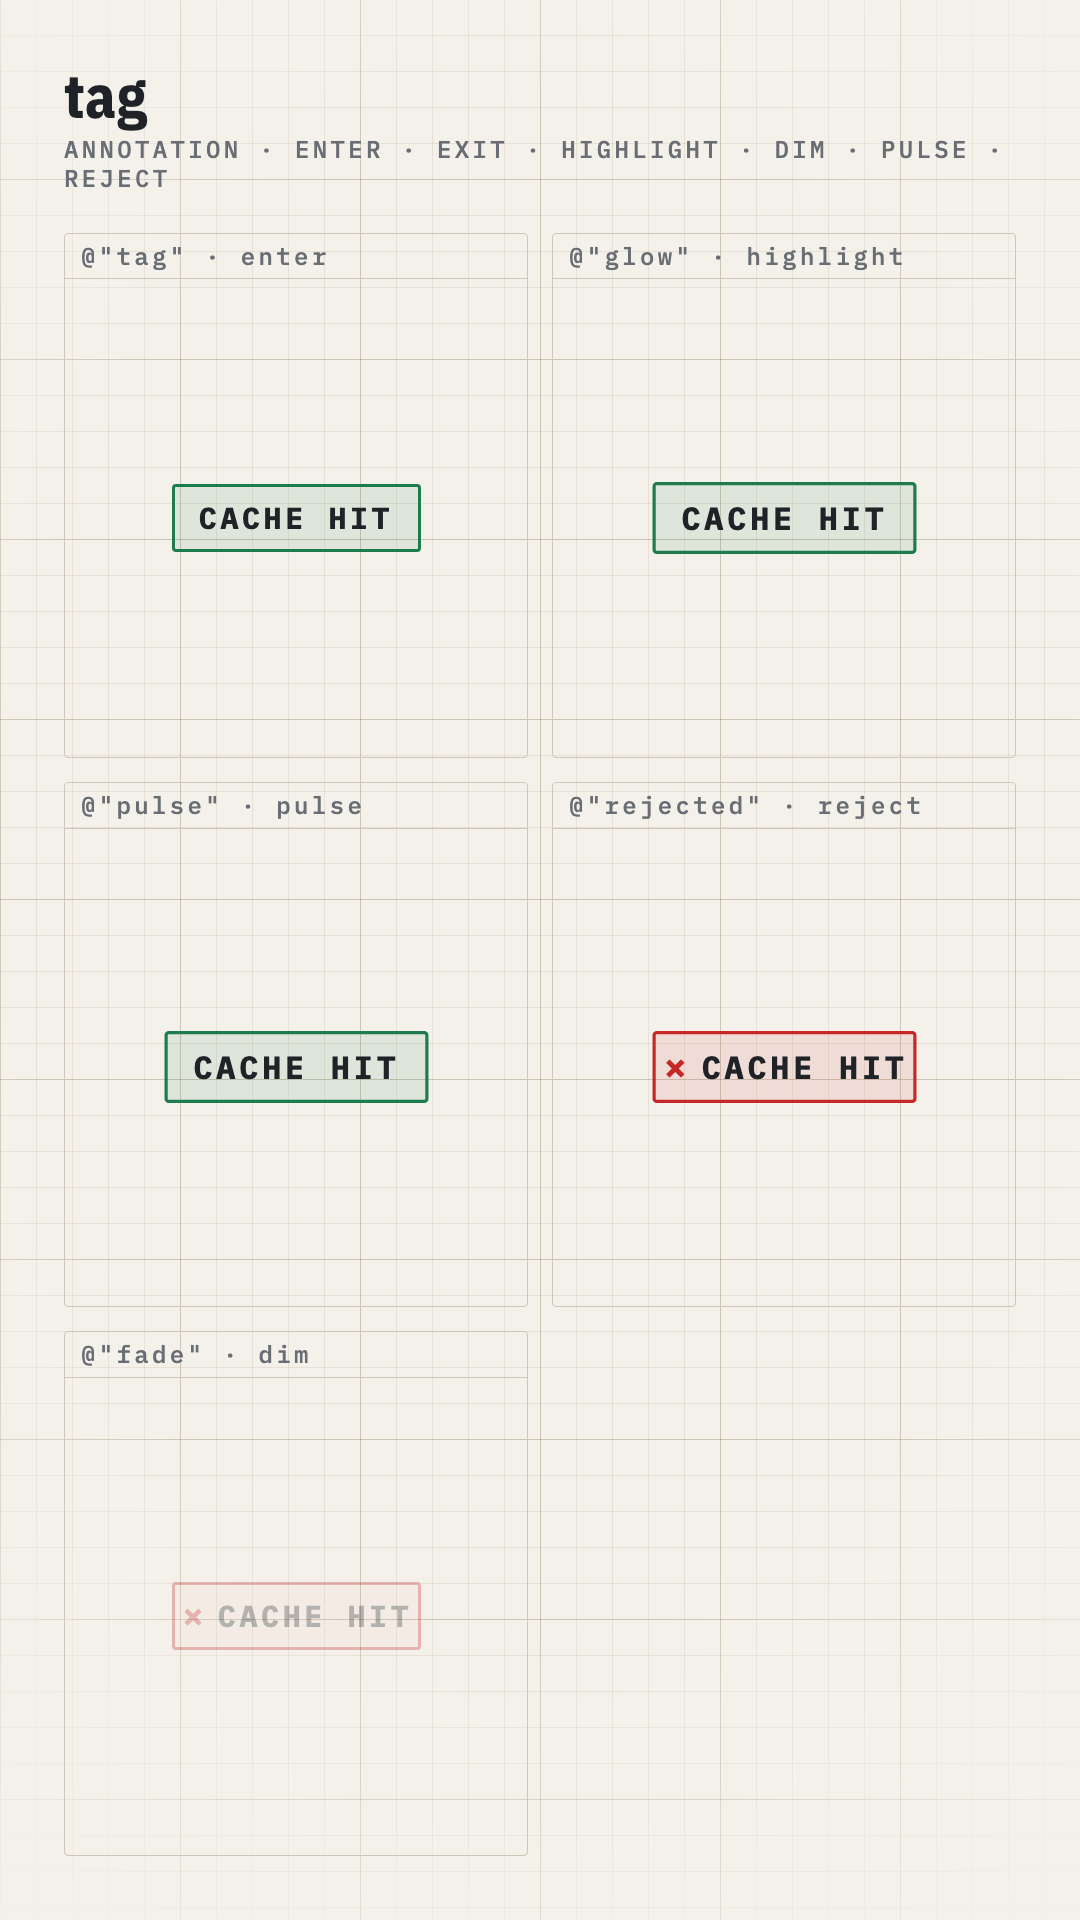 tag
ANNOTATION · ENTER · EXIT · HIGHLIGHT · DIM · PULSE ·
REJECT
@"tag" · enter
@"glow" · highlight
CACHE HIT
CACHE HIT
@"pulse" · pulse
@"rejected" · reject
CACHE HIT
× CACHE HIT
@"fade" · dim
× CACHE HIT